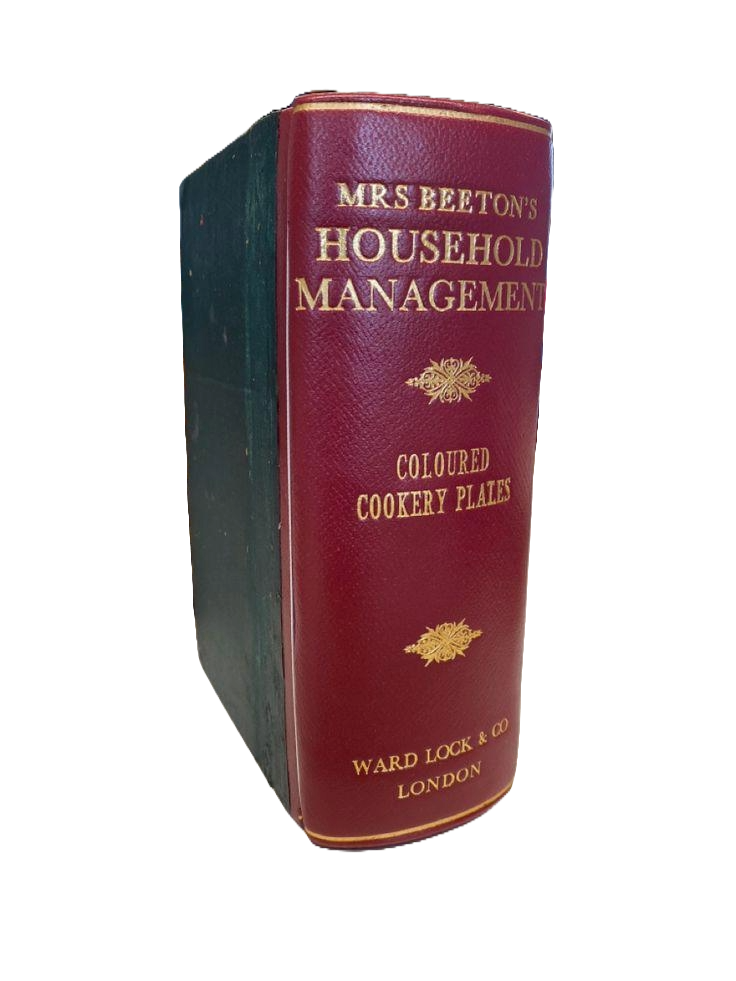 MRS BEETON'S
HOUSEHOLD
MANAGEMENT
COLOURED
COOKERY PLATES
WARD LOCK & CO
LONDON